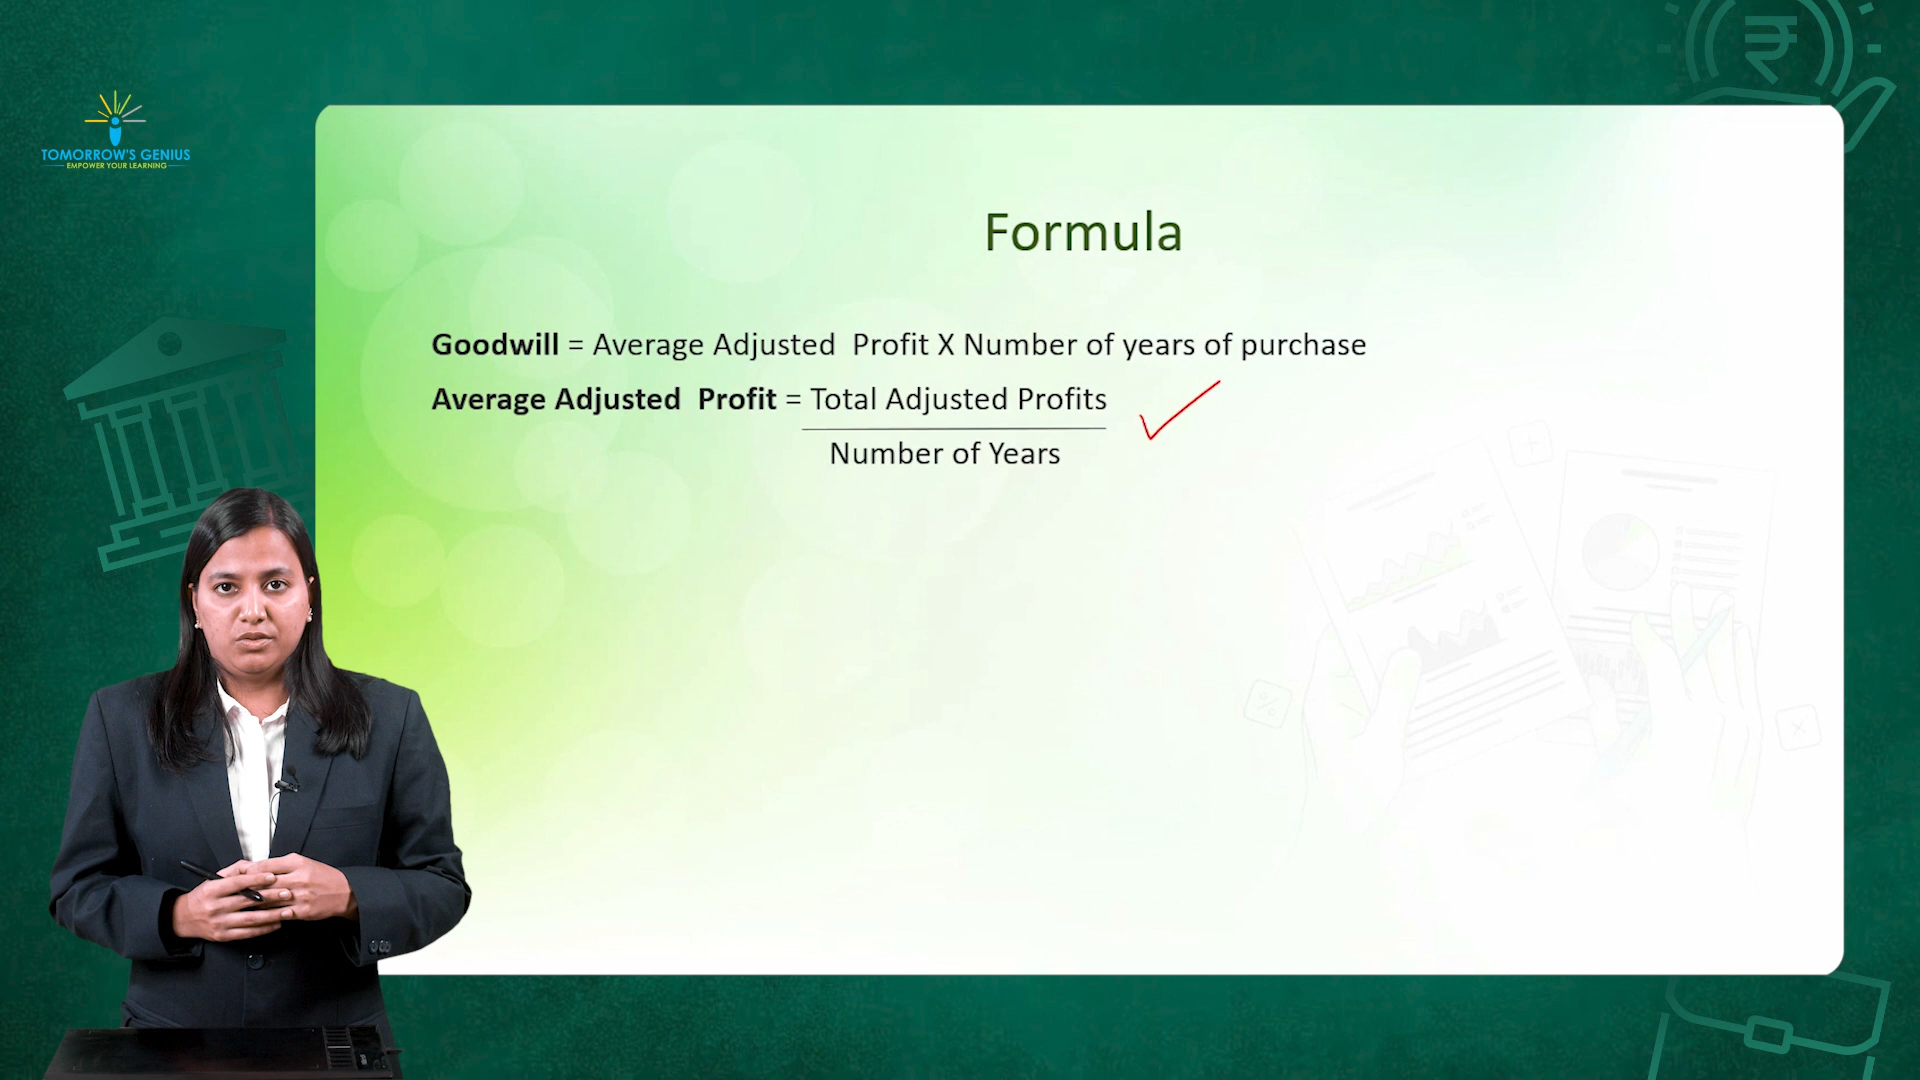 TOMORROW'S GENIUS
EMPOWER YOUR LEARNING
Formula
Goodwill = Average Adjusted Profit X Number of years of purchase
Average Adjusted Profit = Total Adjusted Profits
Number of Years